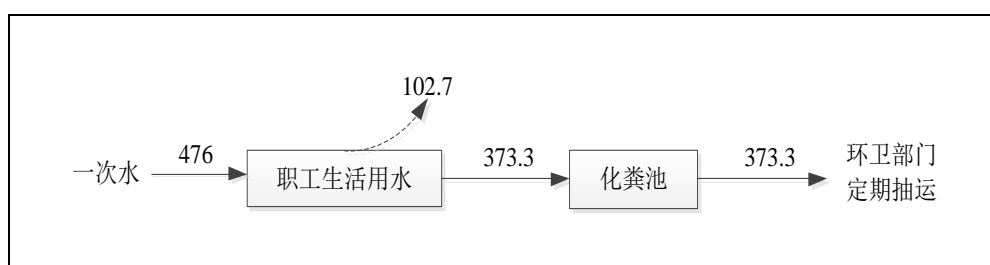 102.7
一次水
476
职工生活用水
373.3
化粪池
373.3
环卫部门
定期抽运